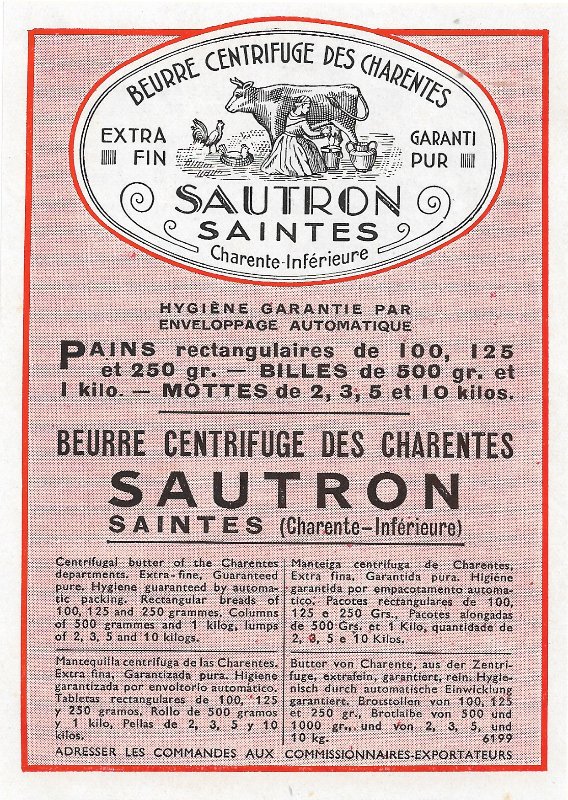 BEURRE CENTRIFUGE DES CHARENTES
EXTRA FIN
GARANTI PUR
SAUTRON
SAINTES
Charente-Inférieure
HYGIÈNE GARANTIE PAR
ENVELOPPAGE AUTOMATIQUE
PAINS rectangulaires de 100, 125
et 250 gr. — BILLES de 500 gr. et
1 kilo. — MOTTES de 2, 3, 5 et 10 kilos.
BEURRE CENTRIFUGE DES CHARENTES
SAUTRON
SAINTES (Charente-Inférieure)
Centrifugal butter of the Charentes
departments. Extra-fine, Guaranteed
pure. Hygiene guaranteed by automa-
tic packing. Rectangular breads of
100, 125 and 250 grammes. Columns
of 500 grammes and 1 kilog, lumps
of 2, 3, 5 and 10 kilogs.
Manteiga centrifuga de Charentes,
Extra fina, Garantida pura. Higiéne
garantida por empacotamento automa-
tico. Pacotes rectangulares de 100,
125 e 250 Grs., Pacotes alongadas
de 500 Grs. et 1 Kilo, quantidade de
2, 3, 5 e 10 Kilos.
Mantequilla centrifuga de las Charentes.
Extra fina, Garantizada pura. Higiene
garantizada por envoltorio automatico.
Tabletas rectangulares de 100, 125
y 250 gramos. Rollo de 500 gramos
y 1 kilo, Pellas de 2, 3, 5 y 10
kilos.
Butter von Charente, aus der Zentri-
fuge, extrafein, garantiert, rein. Hygie-
nisch durch automatische Einwicklung
garantiert. Brotstollen von 100, 125
et 250 gr., Brotlaibe von 500 und
1000 gr., und von 2, 3, 5, und
10 kg. 6199
ADRESSER LES COMMANDES AUX COMMISSIONNAIRES-EXPORTATEURS